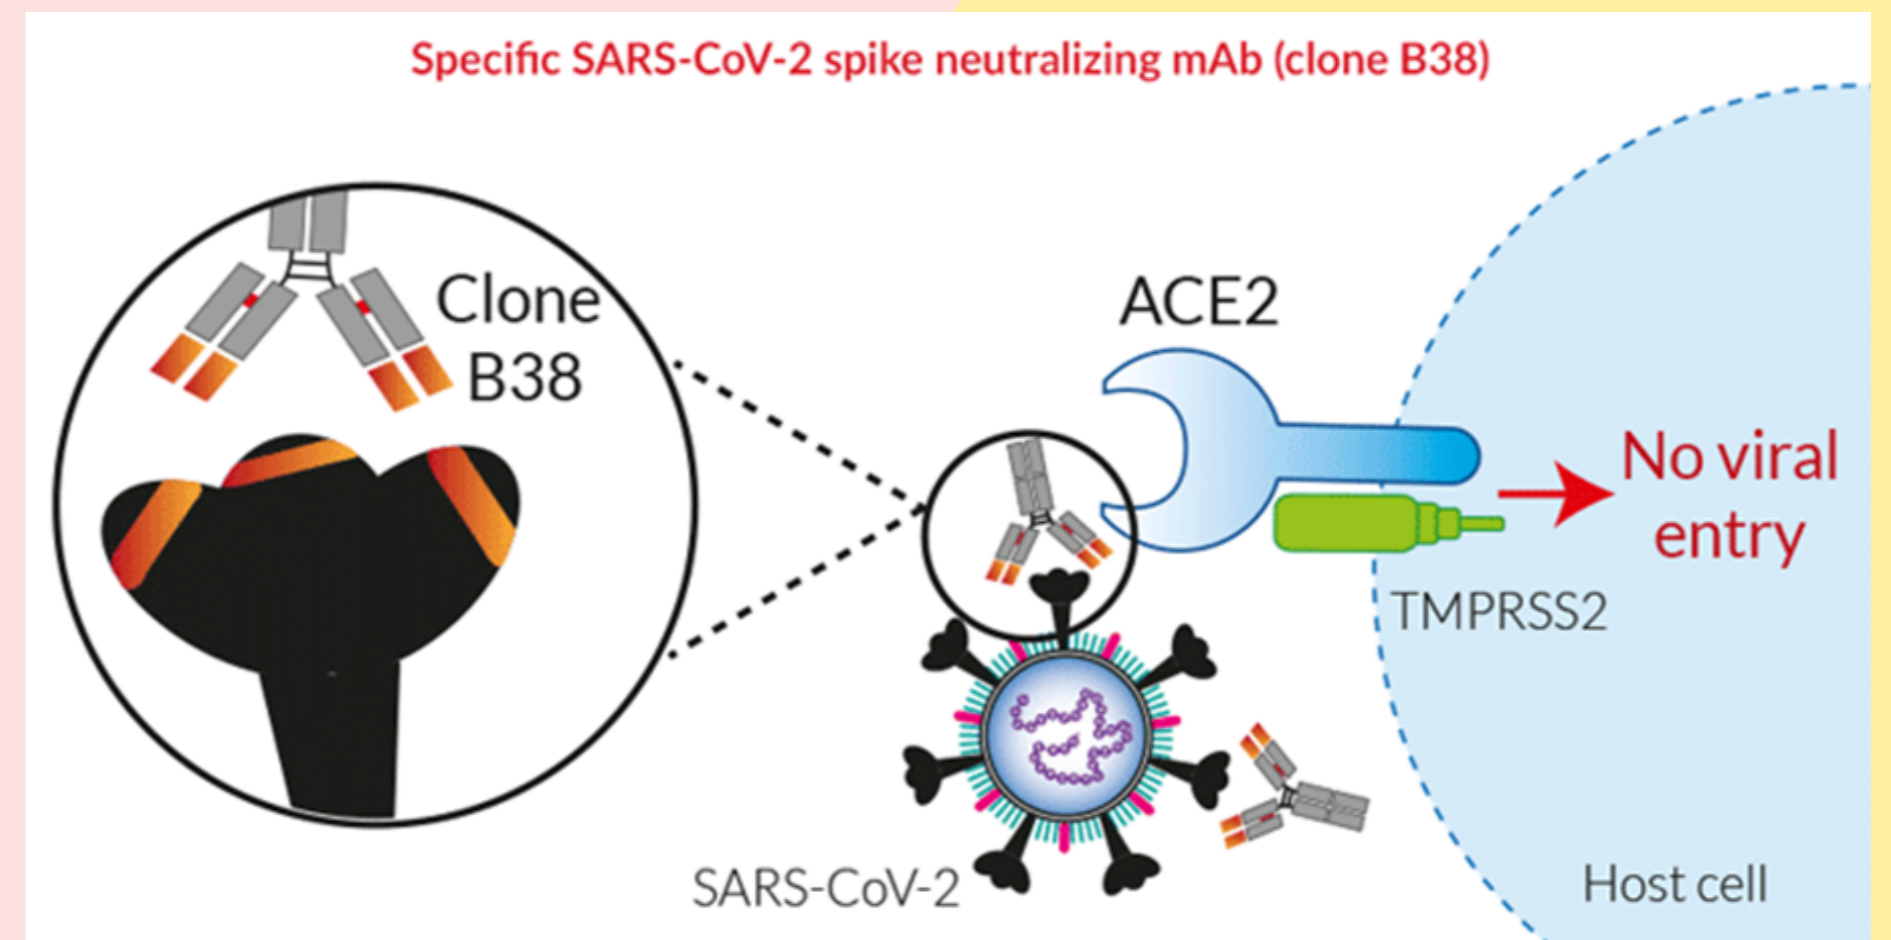 Specific SARS-CoV-2 spike neutralizing mAb (clone B38)
Clone
B38
ACE2
No viral
entry
TMPRSS2
SARS-CoV-2
Host cell